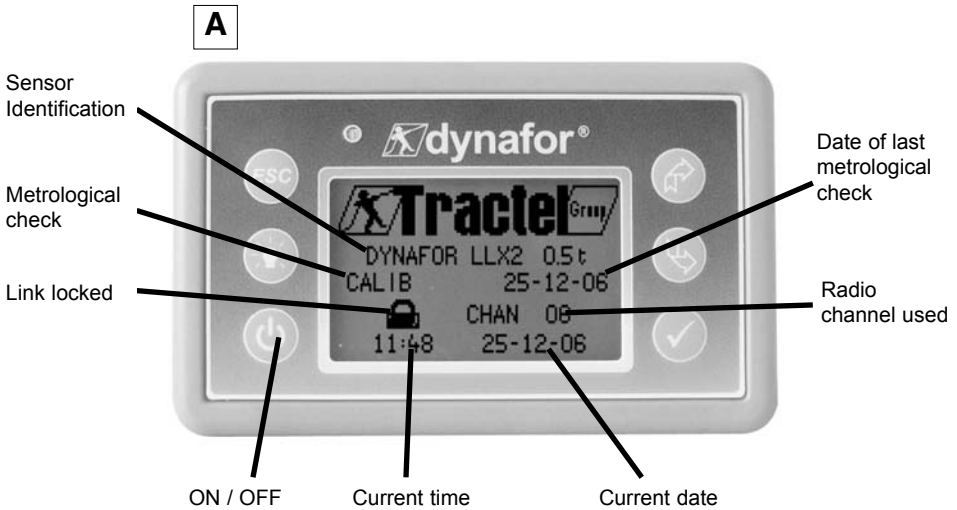 A
Sensor
Identification
Metrological
check
Link locked
ESC
dynafor®
Tractel Group
DYNAFOR LLX2 0.5t
CALIB 25-12-06
CHAN 06
11:48 25-12-06
Date of last
metrological
check
Radio
channel used
ON / OFF
Current time
Current date